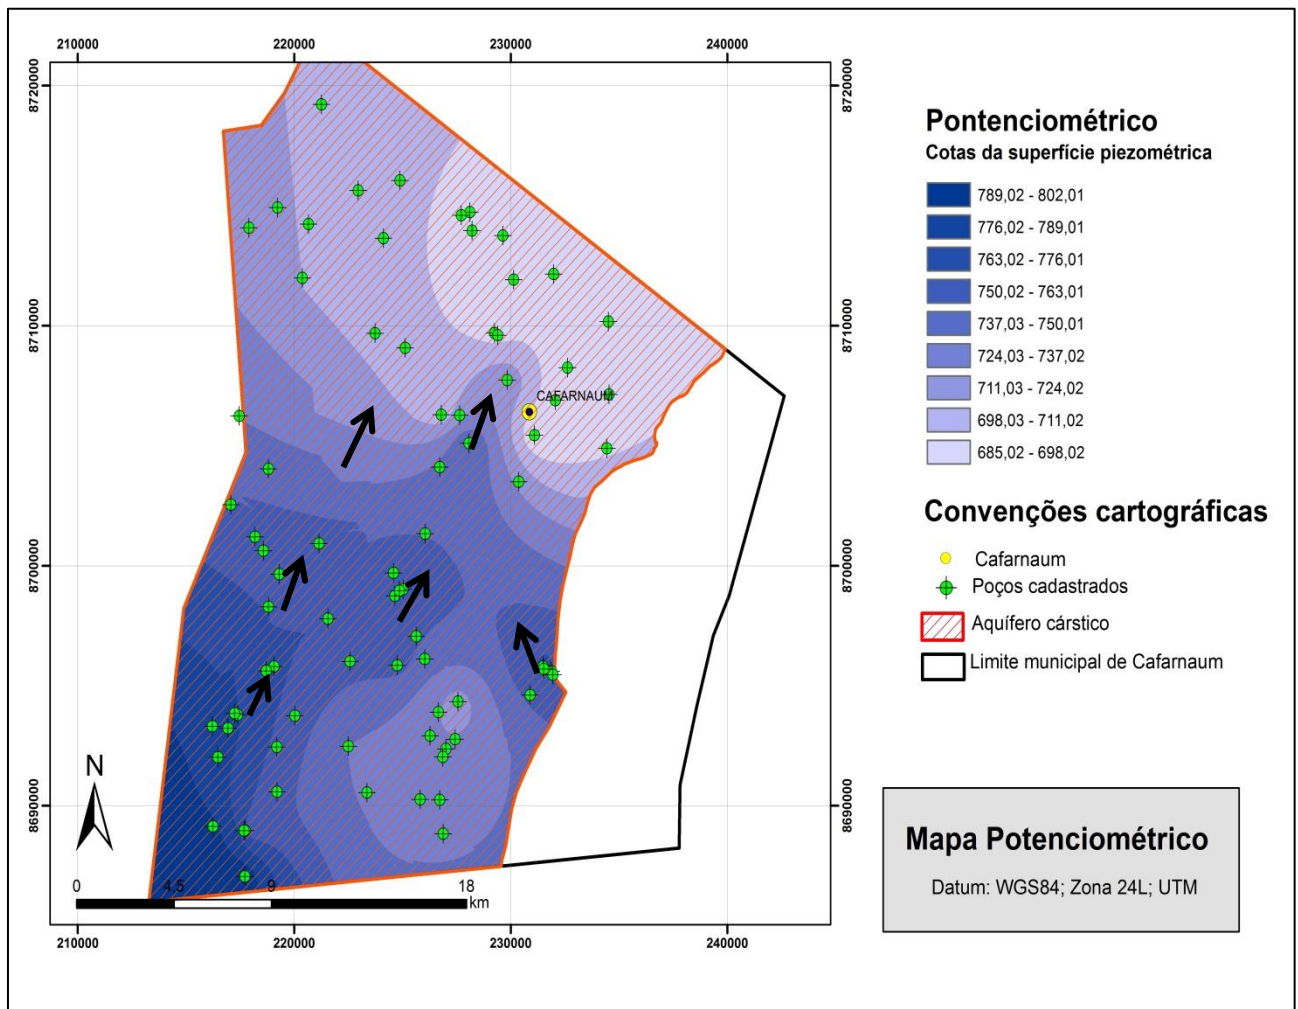 210000 220000 230000 240000
8720000 8720000
8710000 8710000
CAFARNAUM
8700000 8700000
8690000 8690000
N
0 4,5 9 18
km
210000 220000 230000 240000
Pontenciométrico
Cotas da superfície piezométrica
789,02 - 802,01
776,02 - 789,01
763,02 - 776,01
750,02 - 763,01
737,03 - 750,01
724,03 - 737,02
711,03 - 724,02
698,03 - 711,02
685,02 - 698,02
Convenções cartográficas
Cafarnaum
Poços cadastrados
Aquífero cárstico
Limite municipal de Cafarnaum
Mapa Potenciométrico
Datum: WGS84; Zona 24L; UTM